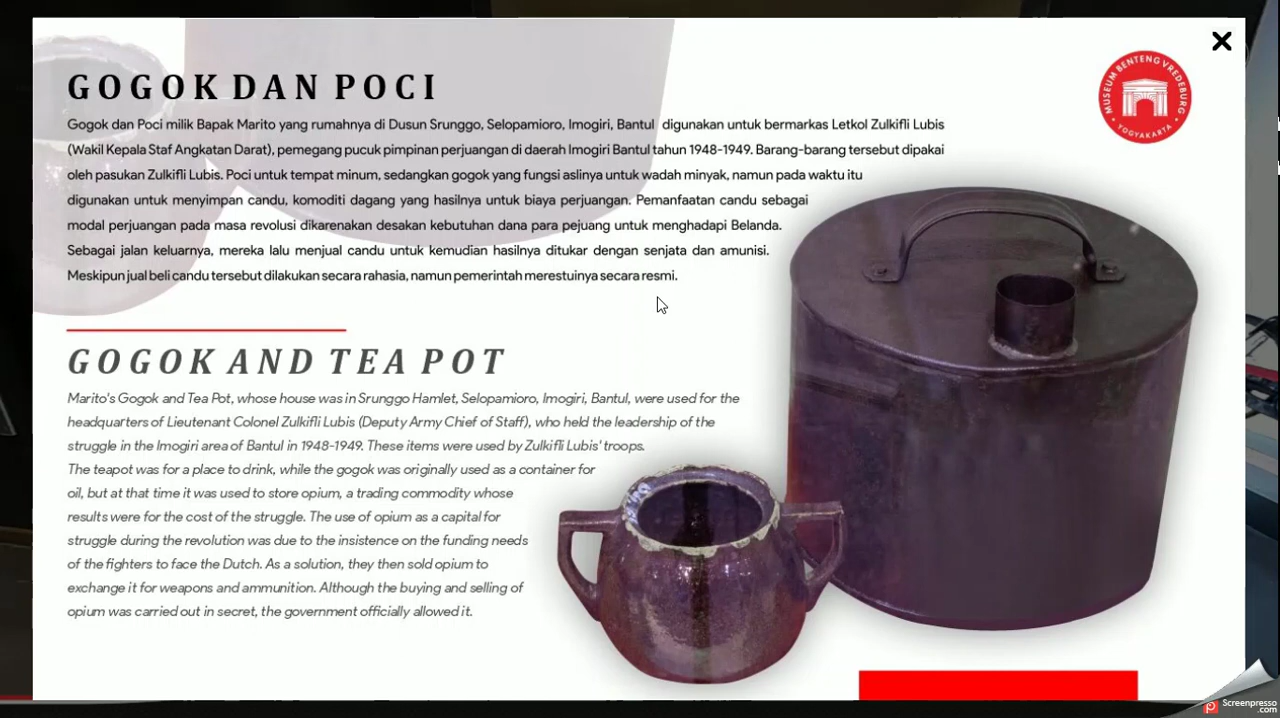 GOGOK DAN POCI
Gogok dan Poci milik Bapak Marito yang rumahnya di Dusun Srunggo, Selopamioro, Imogiri, Bantul digunakan untuk bermarkas Letkol Zulkifli Lubis
(Wakil Kepala Staf Angkatan Darat), pemegang pucuk pimpinan perjuangan di daerah Imogiri Bantul tahun 1948-1949. Barang-barang tersebut dipakai
oleh pasukan Zulkifli Lubis. Poci untuk tempat minum, sedangkan gogok yang fungsi aslinya untuk wadah minyak, namun pada waktu itu
digunakan untuk menyimpan candu, komoditi dagang yang hasilnya untuk biaya perjuangan. Pemanfaatan candu sebagai
modal perjuangan pada masa revolusi dikarenakan desakan kebutuhan dana para pejuang untuk menghadapi Belanda.
Sebagai jalan keluarnya, mereka lalu menjual candu untuk kemudian hasilnya ditukar dengan senjata dan amunisi.
Meskipun jual beli candu tersebut dilakukan secara rahasia, namun pemerintah merestuinya secara resmi.
MUSEUM BENTENG VREDEBURG
YOGYAKARTA
GOGOK AND TEA POT
Marito's Gogok and Tea Pot, whose house was in Srunggo Hamlet, Selopamioro, Imogiri, Bantul, were used for the
headquarters of Lieutenant Colonel Zulkifli Lubis (Deputy Army Chief of Staff), who held the leadership of the
struggle in the Imogiri area of Bantul in 1948-1949. These items were used by Zulkifli Lubis' troops.
The teapot was for a place to drink, while the gogok was originally used as a container for
oil, but at that time it was used to store opium, a trading commodity whose
results were for the cost of the struggle. The use of opium as a capital for
struggle during the revolution was due to the insistence on the funding needs
of the fighters to face the Dutch. As a solution, they then sold opium to
exchange it for weapons and ammunition. Although the buying and selling of
opium was carried out in secret, the government officially allowed it.
Screenpresso
.com